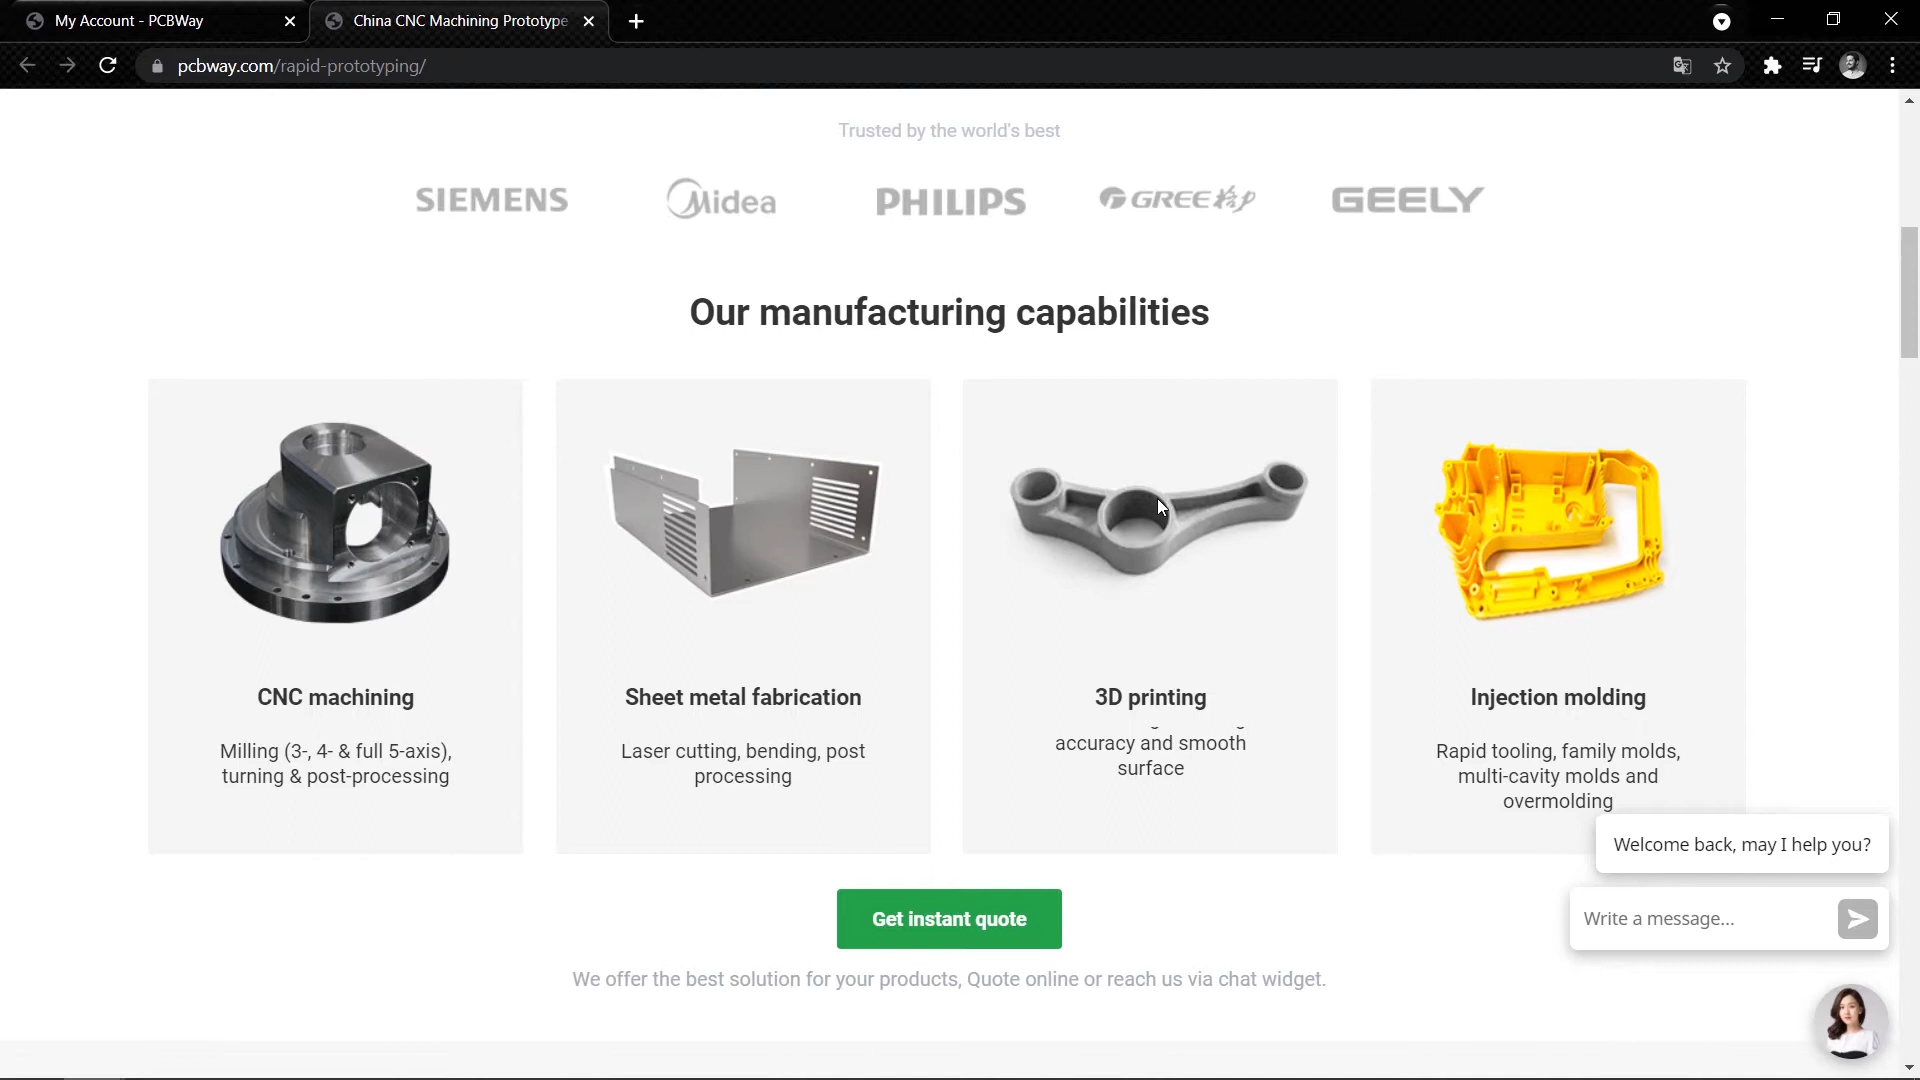 My Account - PCBWay
China CNC Machining Prototype
pcbway.com/rapid-prototyping/
Trusted by the world's best
SIEMENS
Midea
PHILIPS
GREE格力
GEELY
Our manufacturing capabilities
CNC machining
Milling (3-, 4- & full 5-axis),
turning & post-processing
Sheet metal fabrication
Laser cutting, bending, post
processing
3D printing
accuracy and smooth
surface
Injection molding
Rapid tooling, family molds,
multi-cavity molds and
overmolding
Welcome back, may I help you?
Get instant quote
Write a message...
We offer the best solution for your products, Quote online or reach us via chat widget.